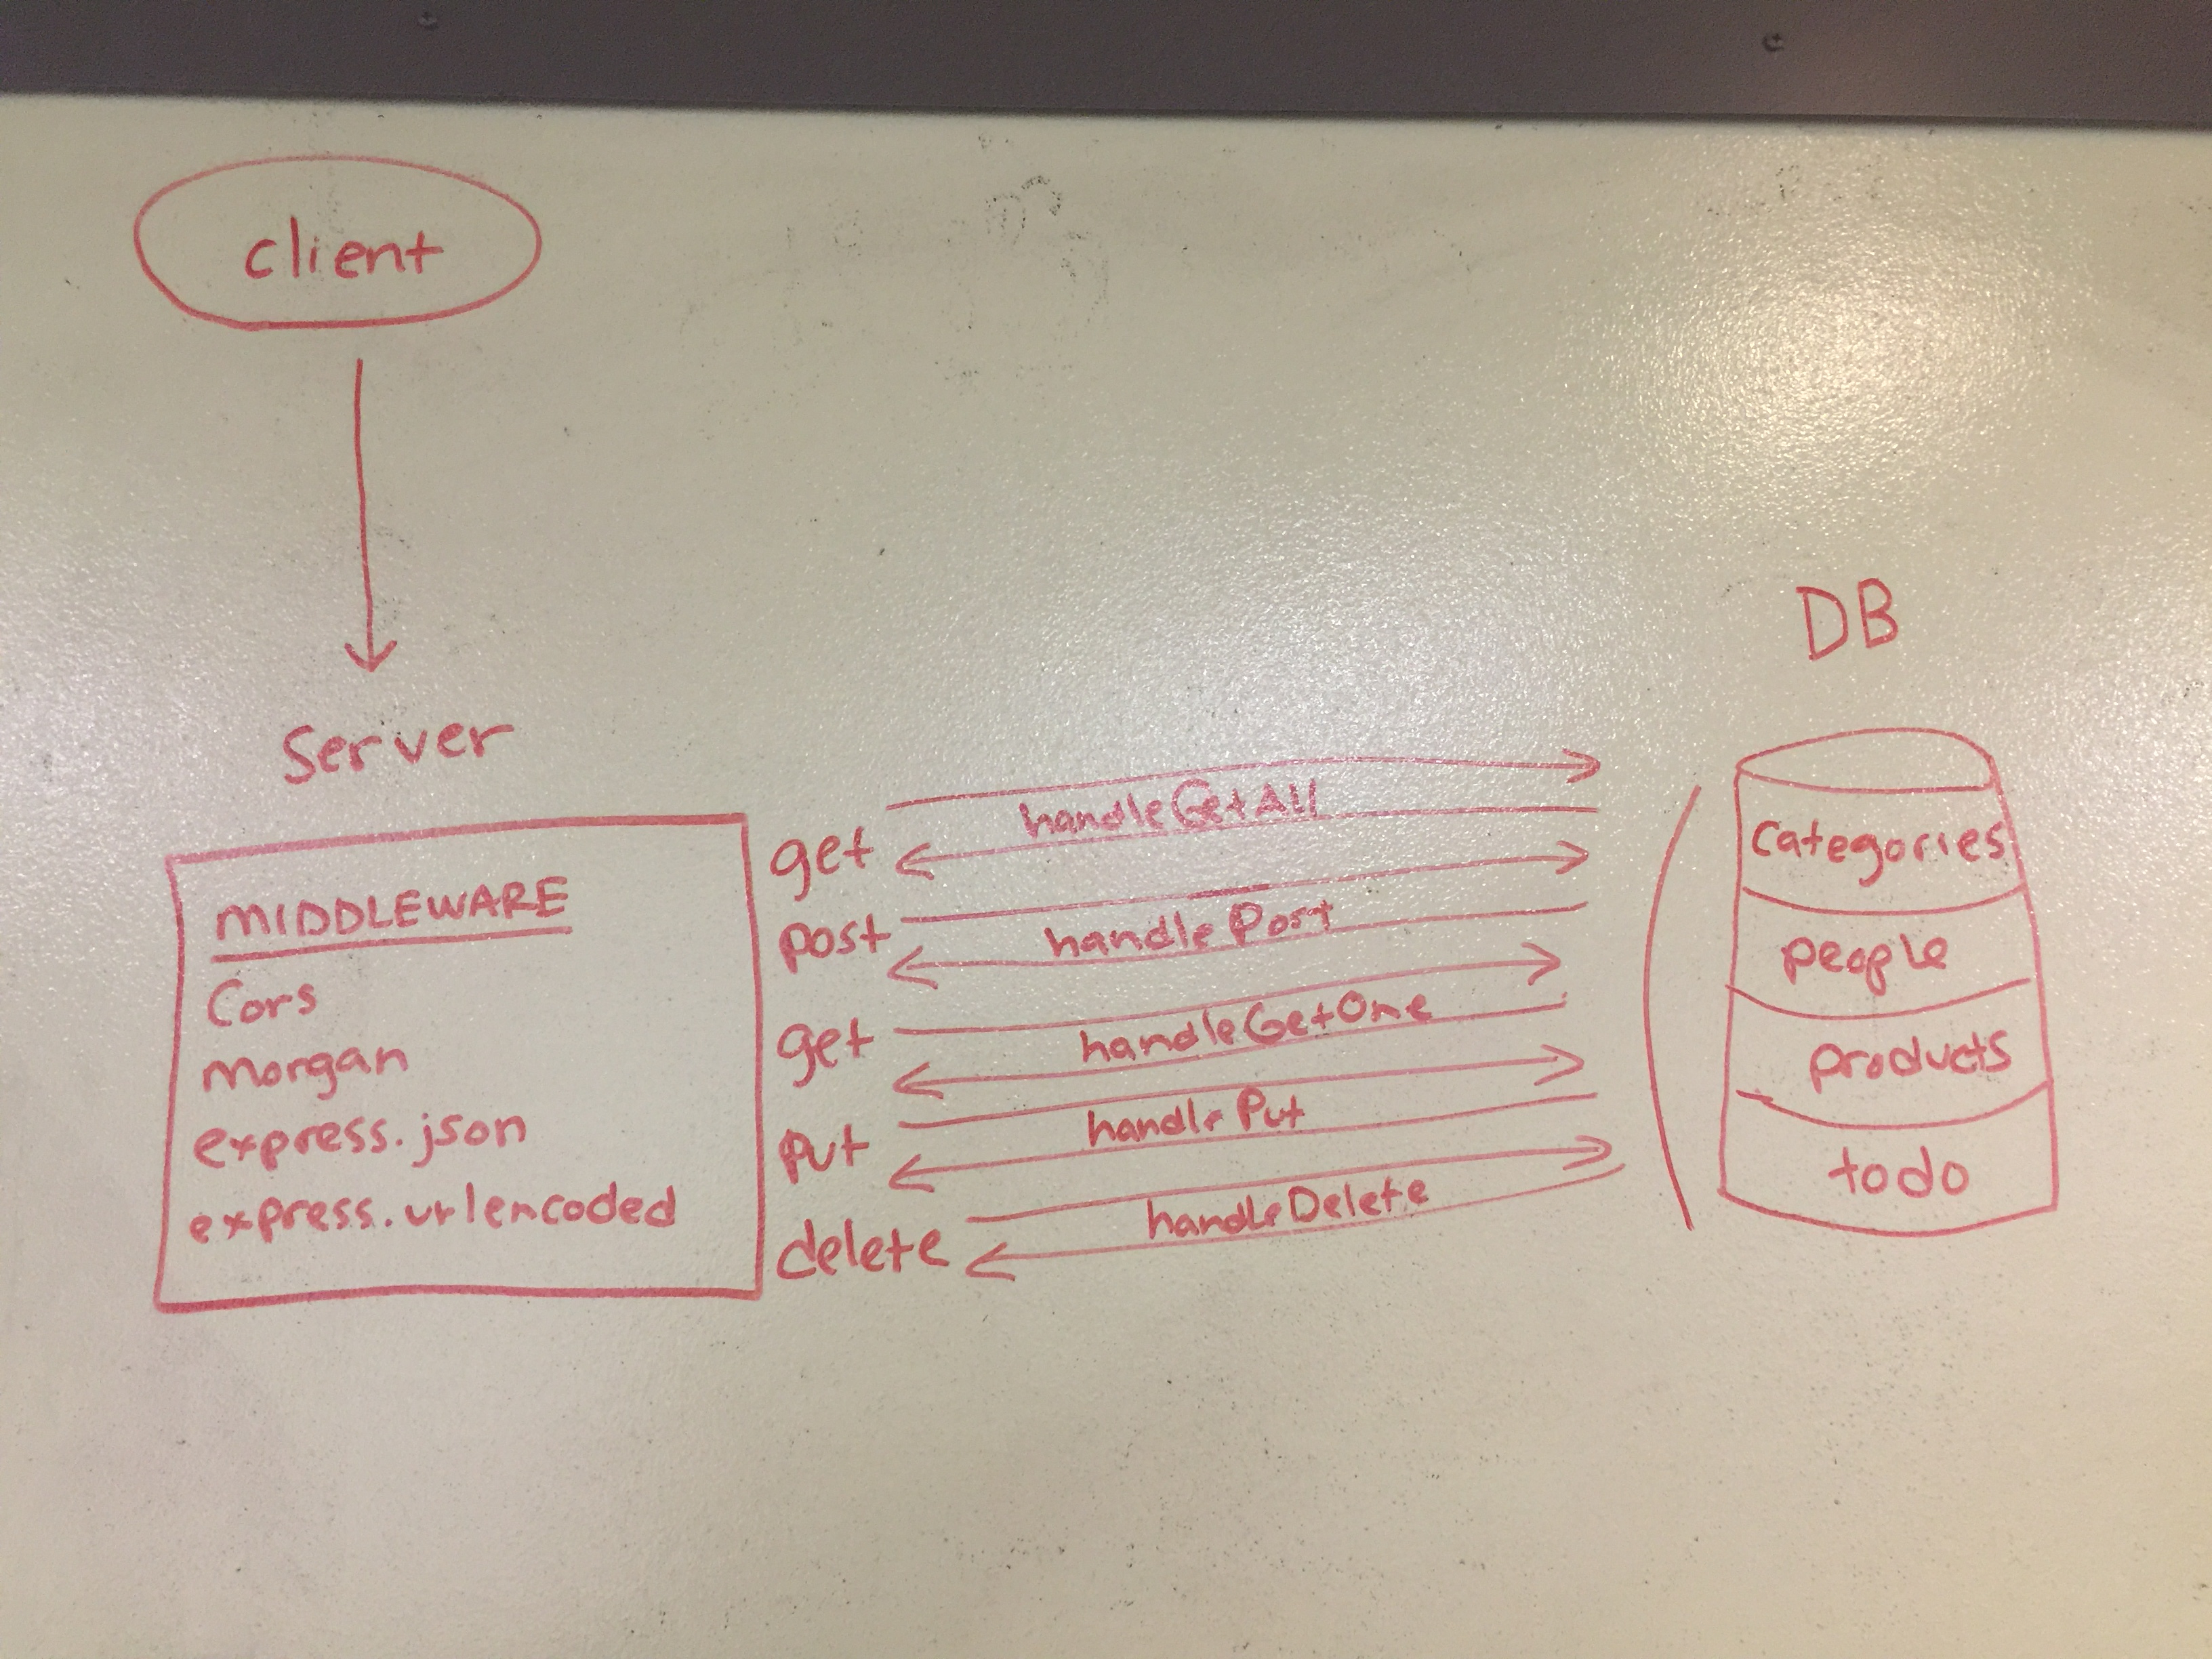 client
Server
MIDDLEWARE
Cors
morgan
express.json
express.urlencoded
get
handleGetAll
post
handlePost
get
handleGetOne
put
handlePut
delete
handleDelete
DB
categories
people
products
todo